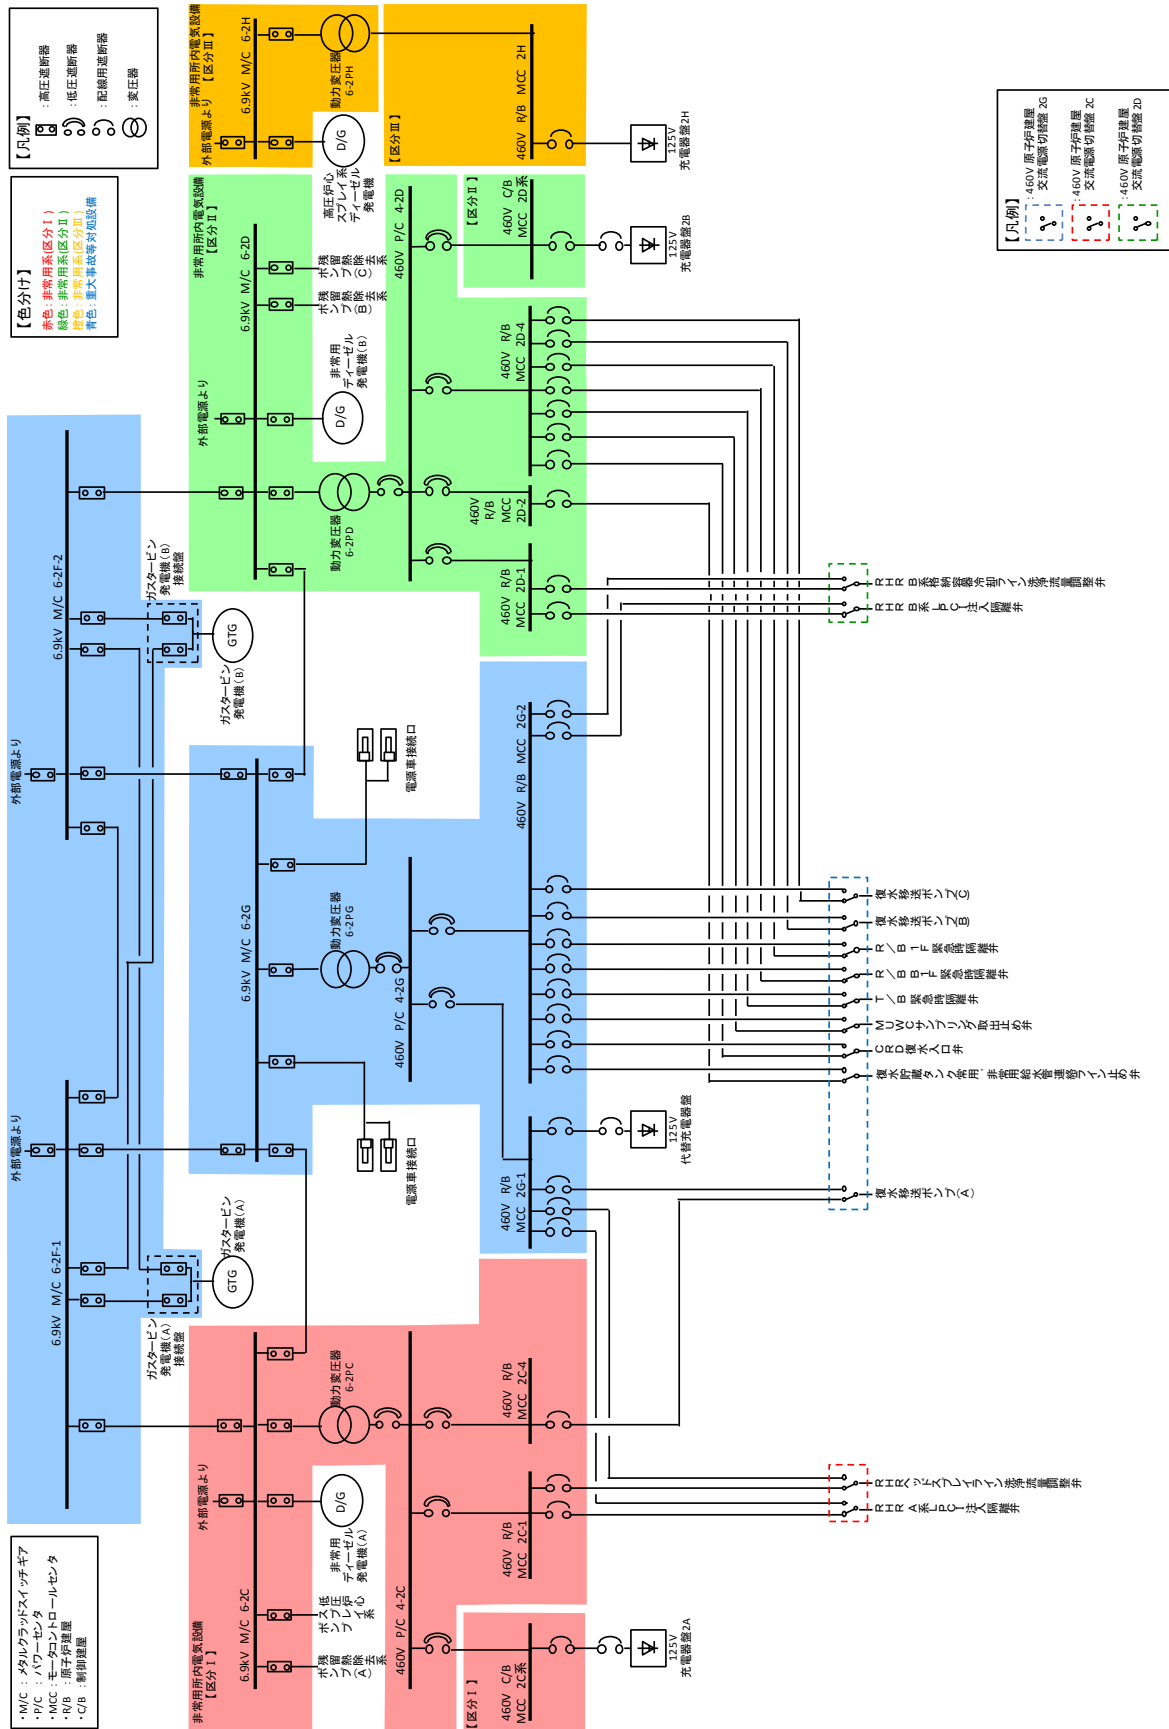 ・M/C : メタルクラッドスイッチギア
・P/C : パワーセンタ
・MCC : モータコントロールセンタ
・R/B : 原子炉建屋
・C/B : 制御建屋
【色分け】
赤色：非常用系(区分Ⅰ)
緑色：非常用系(区分Ⅱ)
橙色：非常用系(区分Ⅲ)
青色：重大事故等対処設備
【凡例】
：高圧遮断器
：低圧遮断器
：配線用遮断器
：変圧器
外部電源より
6.9kV M/C 6-2F-1
外部電源より
6.9kV M/C 6-2F-2
ガスタービン
発電機(A)
接続盤
GTG
ガスタービン
発電機(A)
ガスタービン
発電機(B)
接続盤
GTG
ガスタービン
発電機(B)
非常用所内電気設備
【区分Ⅰ】
外部電源より
6.9kV M/C 6-2C
残留熱除去系
ポンプ(A)
低圧炉心
スプレイ系
ポンプ
D/G
非常用
ディーゼル
発電機(A)
動力変圧器
6-2PC
6.9kV M/C 6-2G
電源車接続口
動力変圧器
6-2PG
電源車接続口
非常用所内電気設備
【区分Ⅱ】
外部電源より
6.9kV M/C 6-2D
動力変圧器
6-2PD
D/G
非常用
ディーゼル
発電機(B)
残留熱除去系
ポンプ(B)
残留熱除去系
ポンプ(C)
非常用所内電気設備
【区分Ⅲ】
外部電源より
6.9kV M/C 6-2H
D/G
高圧炉心
スプレイ系
ディーゼル
発電機
動力変圧器
6-2PH
460V P/C 4-2C
460V P/C 4-2G
460V P/C 4-2D
【区分Ⅰ】
460V C/B
MCC 2C系
460V R/B
MCC 2C-1
460V R/B
MCC 2C-4
460V R/B
MCC 2G-1
460V R/B MCC 2G-2
460V R/B
MCC 2D-1
460V
R/B
MCC
2D-2
460V R/B
MCC 2D-4
【区分Ⅱ】
460V C/B
MCC 2D系
【区分Ⅲ】
460V R/B MCC 2H
125V
充電器盤2A
125V
代替充電器盤
125V
充電器盤2B
125V
充電器盤2H
RHR A系LPCI注入隔離弁
RHRヘッドスプレイライン洗浄流量調整弁
復水移送ポンプ(A)
復水貯蔵タンク常用、非常用給水管連絡ライン止め弁
CRD復水入口弁
MUWCサンプリング取出止め弁
T／B 緊急時隔離弁
R／B B1F 緊急時隔離弁
R／B 1F 緊急時隔離弁
復水移送ポンプ(B)
復水移送ポンプ(C)
RHR B系LPCI注入隔離弁
RHR B系格納容器冷却ライン洗浄流量調整弁
【凡例】
：460V 原子炉建屋
交流電源切替盤 2G
：460V 原子炉建屋
交流電源切替盤 2C
：460V 原子炉建屋
交流電源切替盤 2D